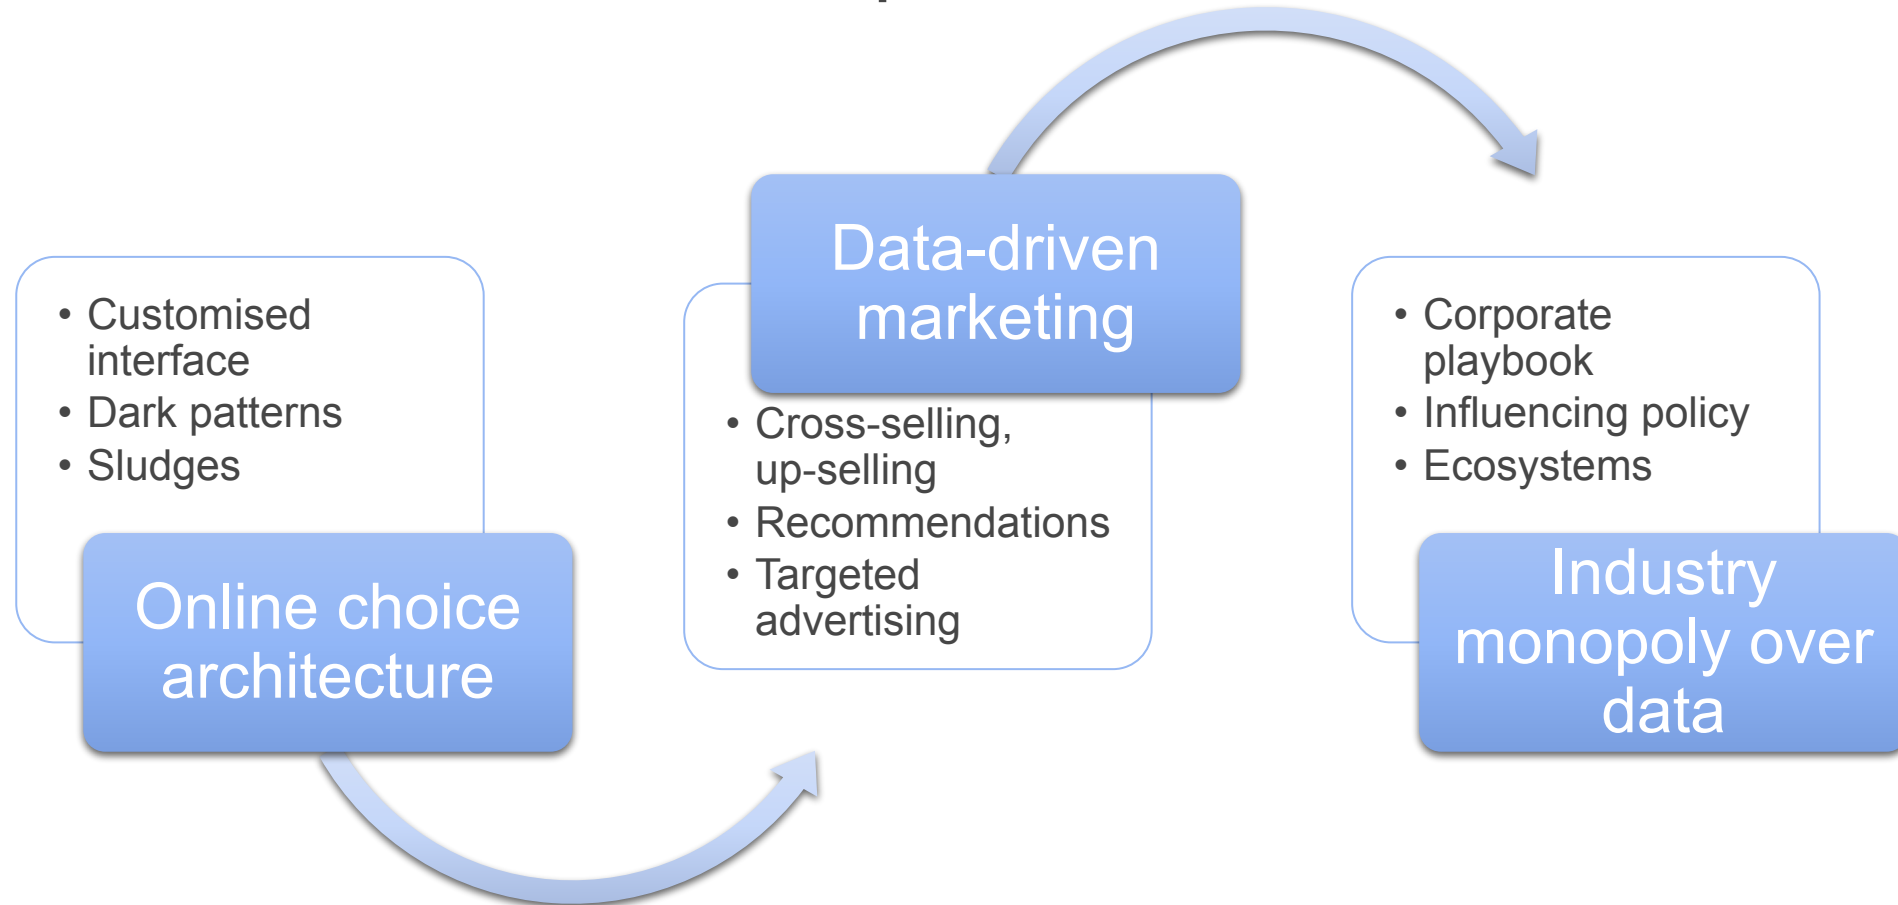 • Customised
interface
• Dark patterns
• Sludges
Online choice
architecture
Data-driven
marketing
• Cross-selling,
up-selling
• Recommendations
• Targeted
advertising
• Corporate
playbook
• Influencing policy
• Ecosystems
Industry
monopoly over
data